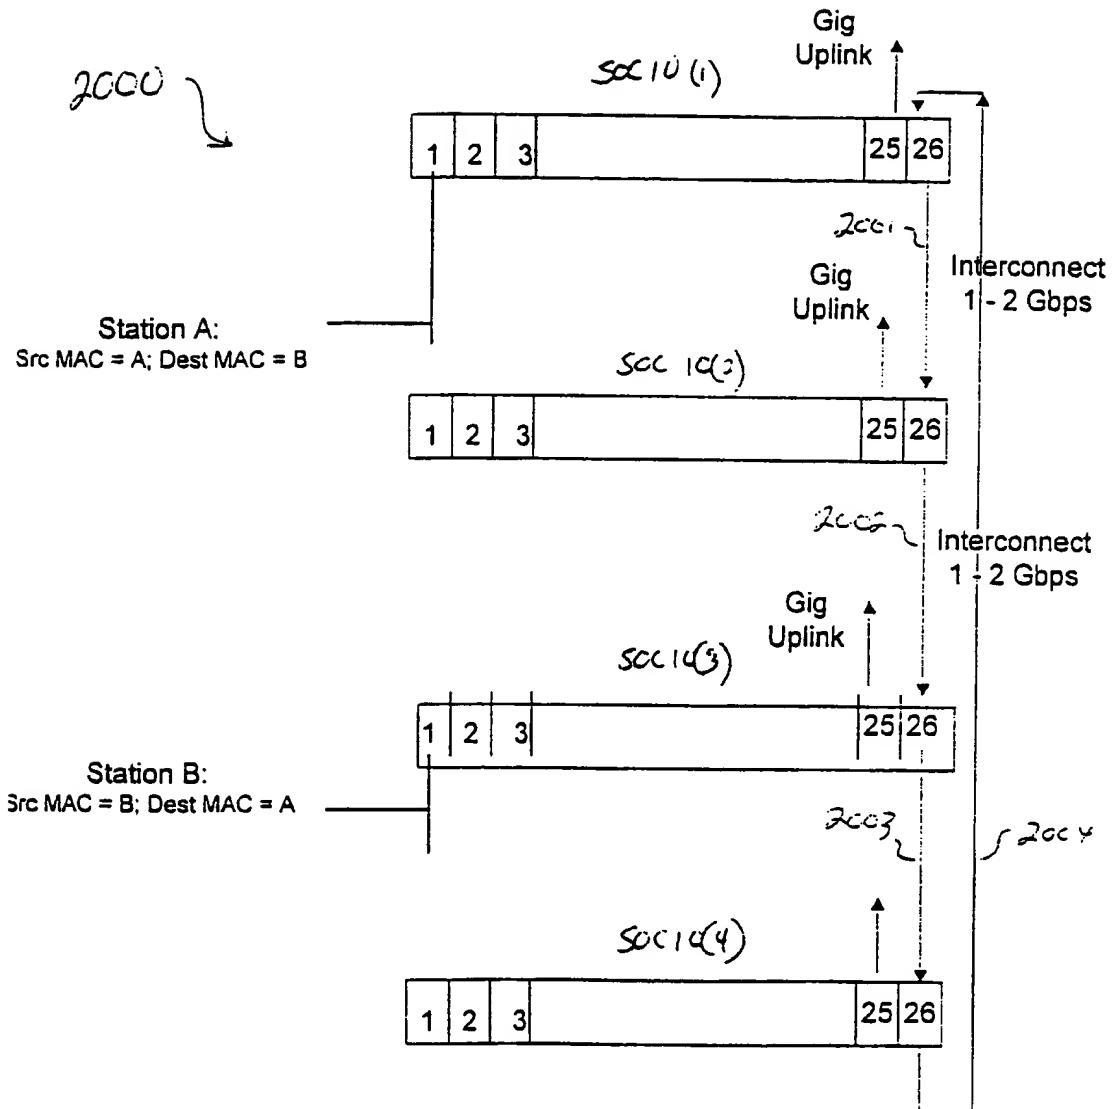 Gig
Uplink
2000
SOC 10 (1)
1 2 3 25 26
2001
Interconnect
1 - 2 Gbps
Gig
Uplink
Station A:
Src MAC = A; Dest MAC = B
SOC 10(2)
1 2 3 25 26
2002
Interconnect
1 - 2 Gbps
Gig
Uplink
SOC 10(3)
1 2 3 25 26
Station B:
Src MAC = B; Dest MAC = A
2003
2004
SOC 10(4)
1 2 3 25 26